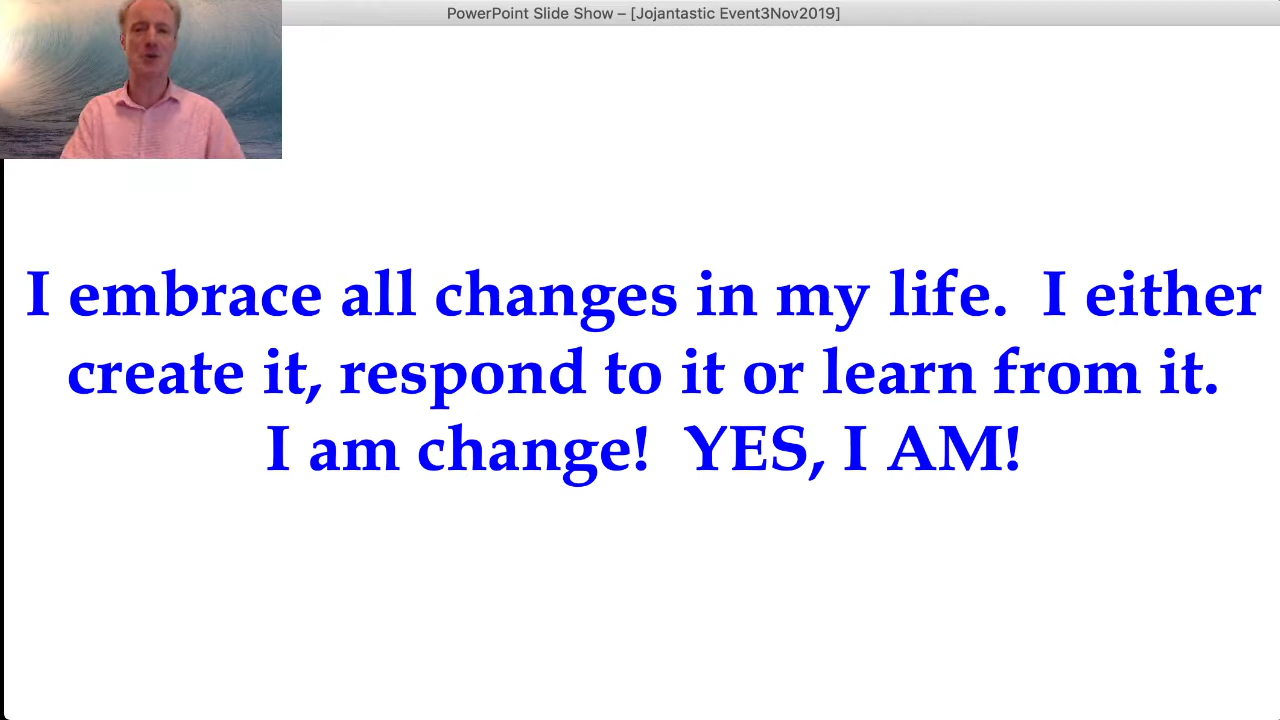 PowerPoint Slide Show – [Jojantastic Event3Nov2019]
I embrace all changes in my life.  I either
create it, respond to it or learn from it.
I am change!  YES, I AM!